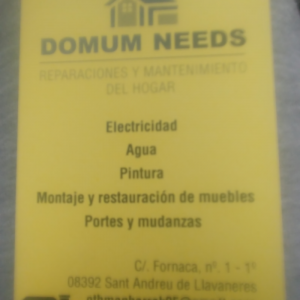 DOMUM NEEDS
REPARACIONES Y MANTENIMIENTO
DEL HOGAR
Electricidad
Agua
Pintura
Montaje y restauración de muebles
Portes y mudanzas
C/. Fornaca, nº. 1 - 1º
08392 Sant Andreu de Llavaneres